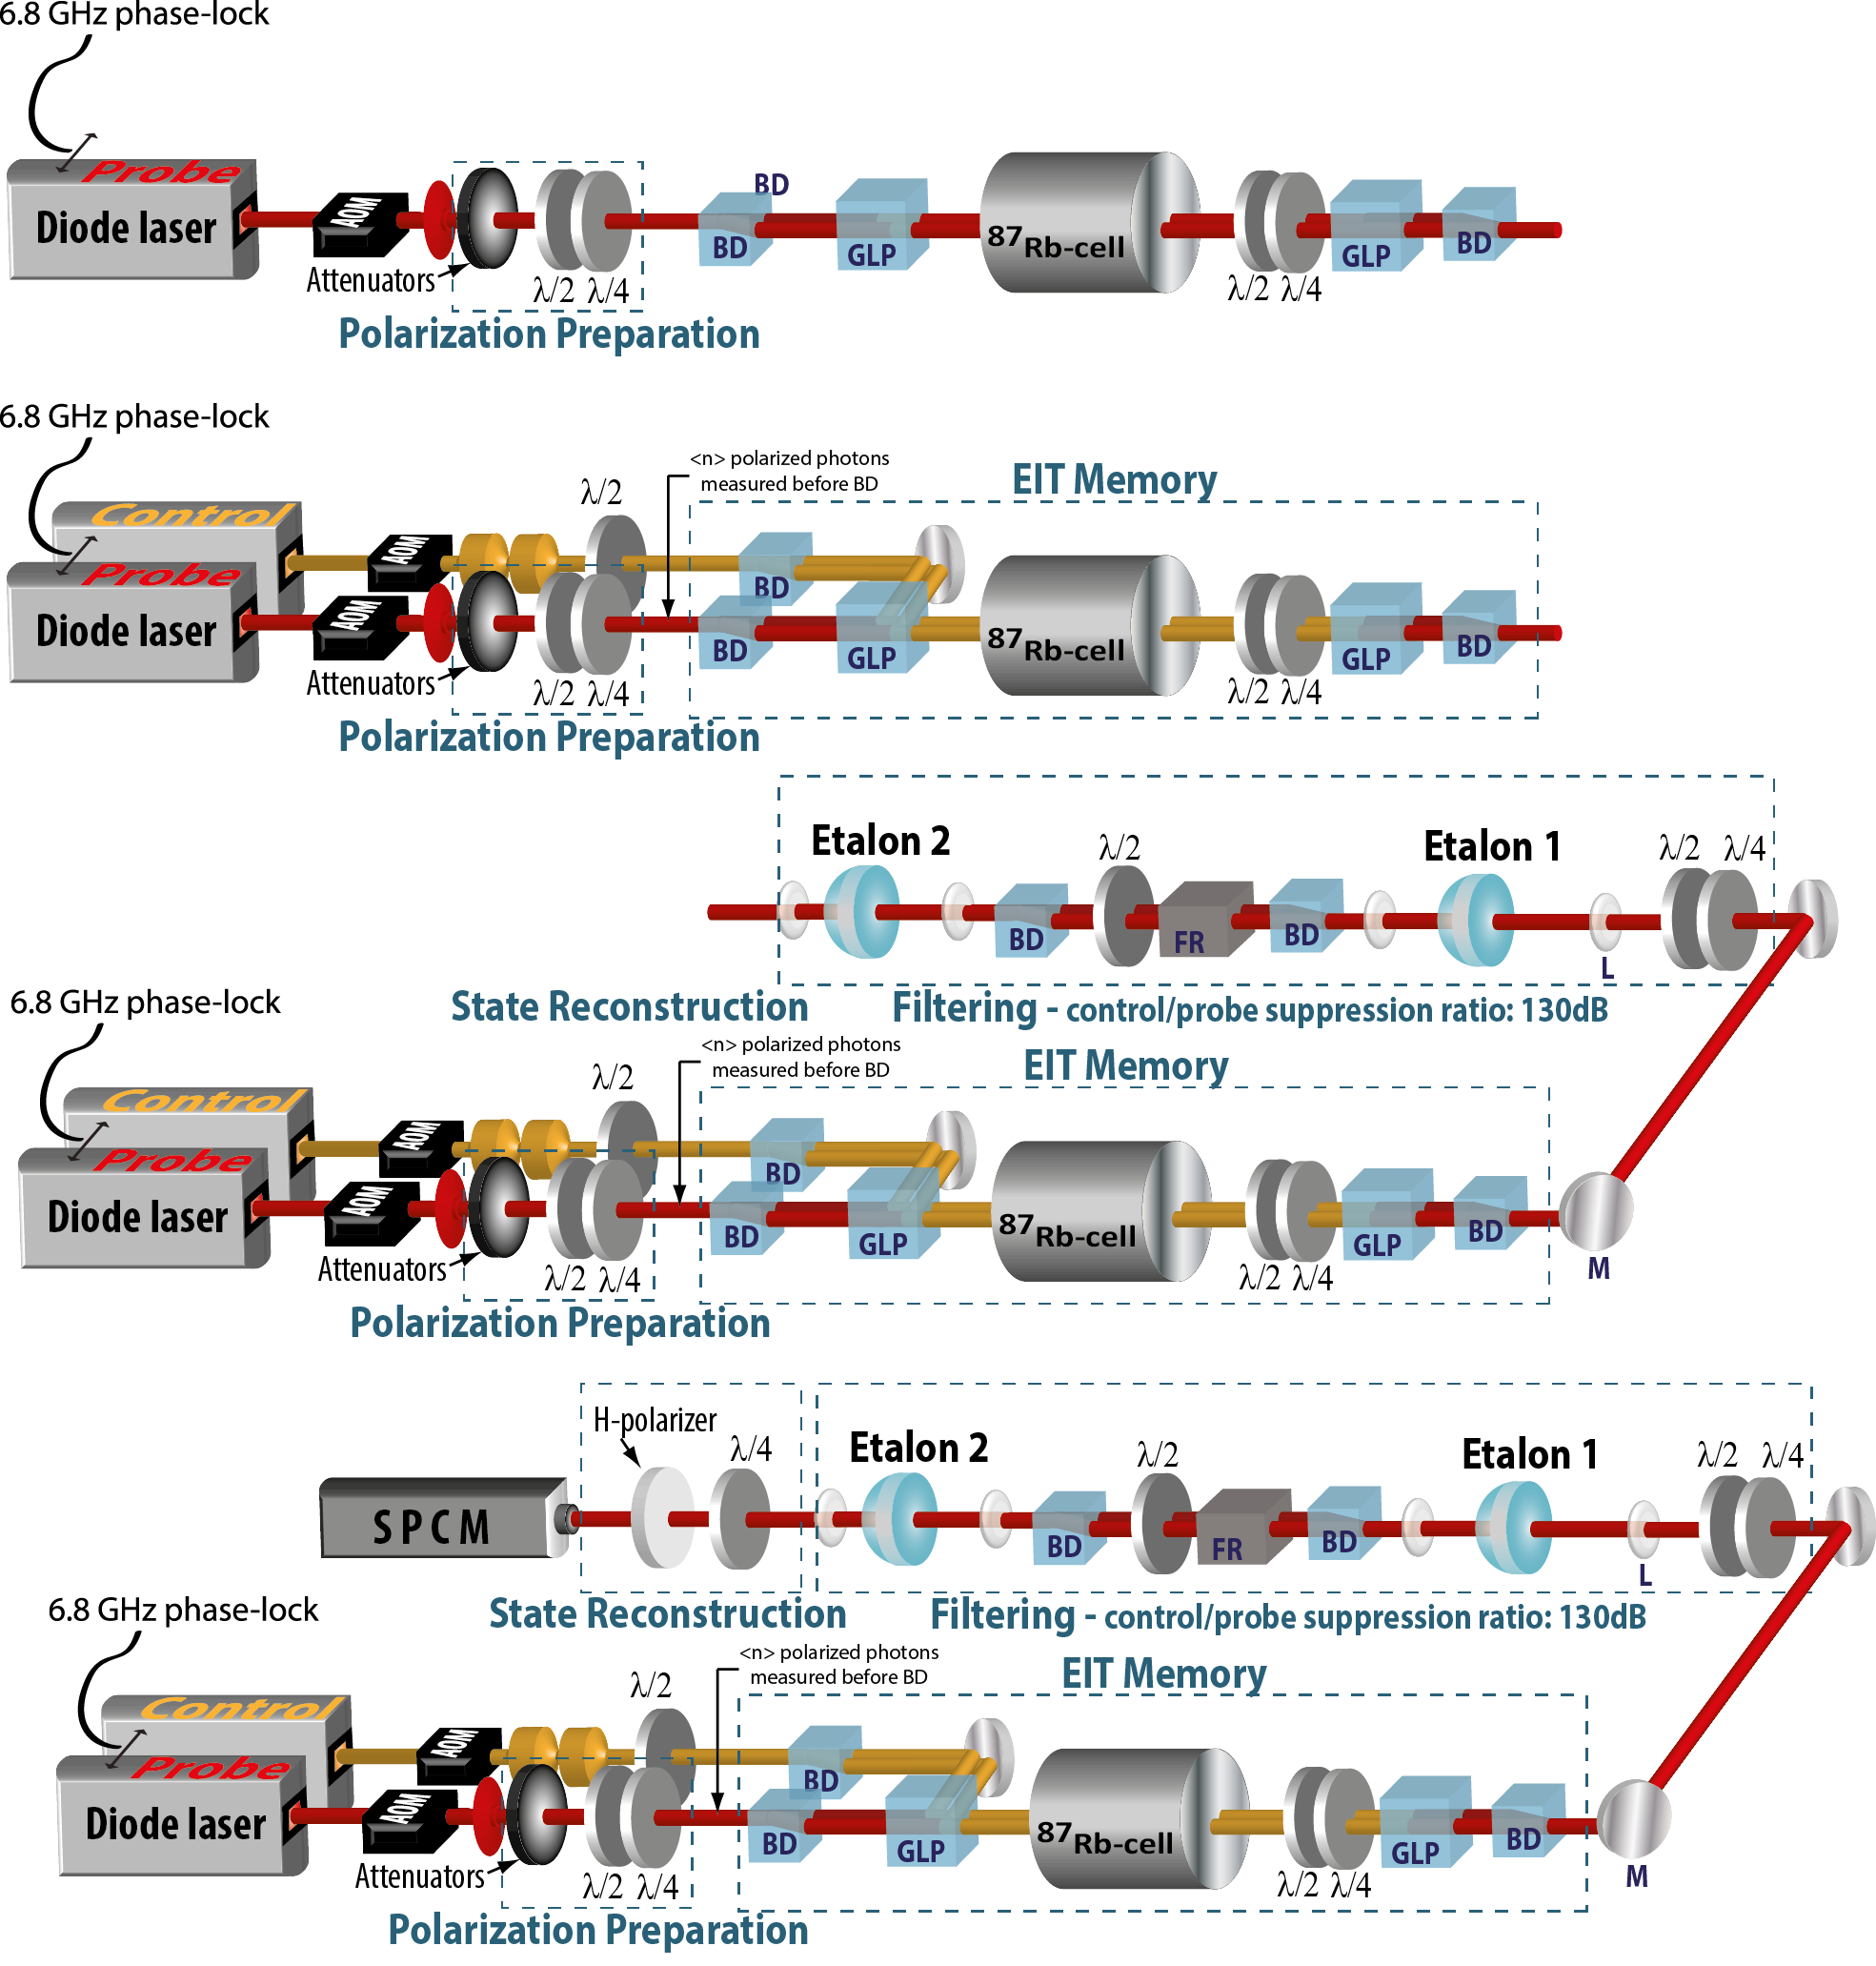 6.8 GHz phase-lock
Probe
Diode laser
AOM
Attenuators
λ/2 λ/4
Polarization Preparation
BD
BD
GLP
87Rb-cell
λ/2 λ/4
GLP
BD
6.8 GHz phase-lock
Control
Probe
Diode laser
AOM
AOM
Attenuators
λ/2
λ/2 λ/4
Polarization Preparation
<n> polarized photons
measured before BD
EIT Memory
BD
BD
GLP
87Rb-cell
λ/2 λ/4
GLP
BD
Etalon 2
λ/2
Etalon 1
λ/2 λ/4
BD
FR
BD
L
State Reconstruction
Filtering - control/probe suppression ratio: 130dB
6.8 GHz phase-lock
Control
Probe
Diode laser
AOM
AOM
Attenuators
λ/2
λ/2 λ/4
Polarization Preparation
<n> polarized photons
measured before BD
EIT Memory
BD
BD
GLP
87Rb-cell
λ/2 λ/4
GLP
BD
M
SPCM
H-polarizer
λ/4
Etalon 2
λ/2
Etalon 1
λ/2 λ/4
BD
FR
BD
L
State Reconstruction
Filtering - control/probe suppression ratio: 130dB
6.8 GHz phase-lock
Control
Probe
Diode laser
AOM
AOM
Attenuators
λ/2
λ/2 λ/4
Polarization Preparation
<n> polarized photons
measured before BD
EIT Memory
BD
BD
GLP
87Rb-cell
λ/2 λ/4
GLP
BD
M